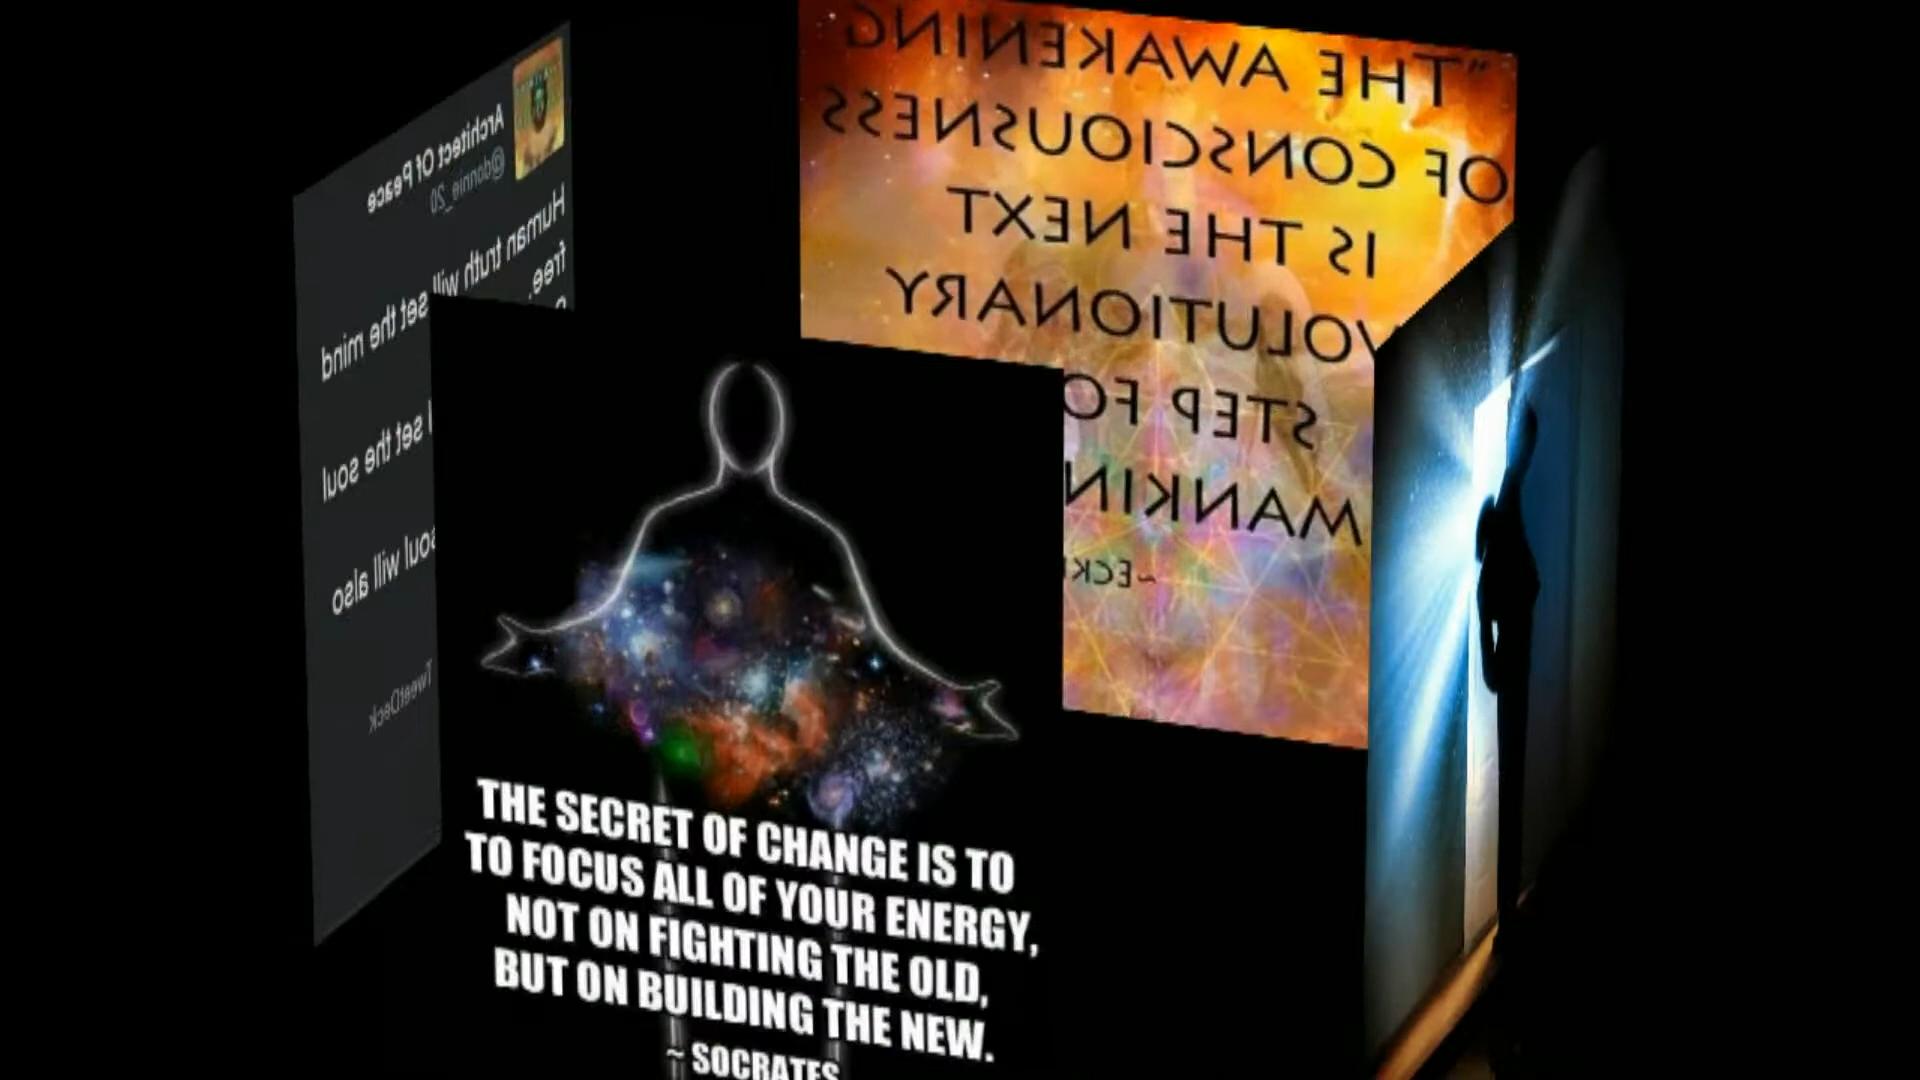 Architect Of Peace
@donnie_20
Human truth will set the mind
free.
l set the soul
soul will also
TweetDeck
"THE AWAKENING
OF CONSCIOUSNESS
IS THE NEXT
VOLUTIONARY
STEP FO
MANKIN
~ECK
THE SECRET OF CHANGE IS TO
TO FOCUS ALL OF YOUR ENERGY,
NOT ON FIGHTING THE OLD,
BUT ON BUILDING THE NEW.
~ SOCRATES